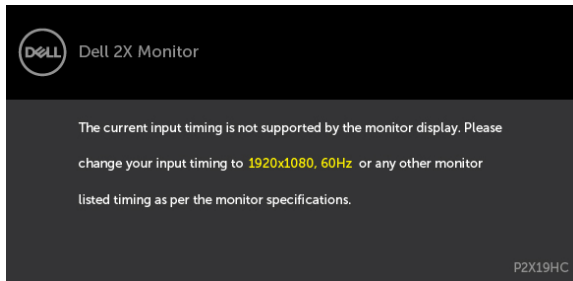 DELL
Dell 2X Monitor
The current input timing is not supported by the monitor display. Please
change your input timing to 1920x1080, 60Hz or any other monitor
listed timing as per the monitor specifications.
P2X19HC